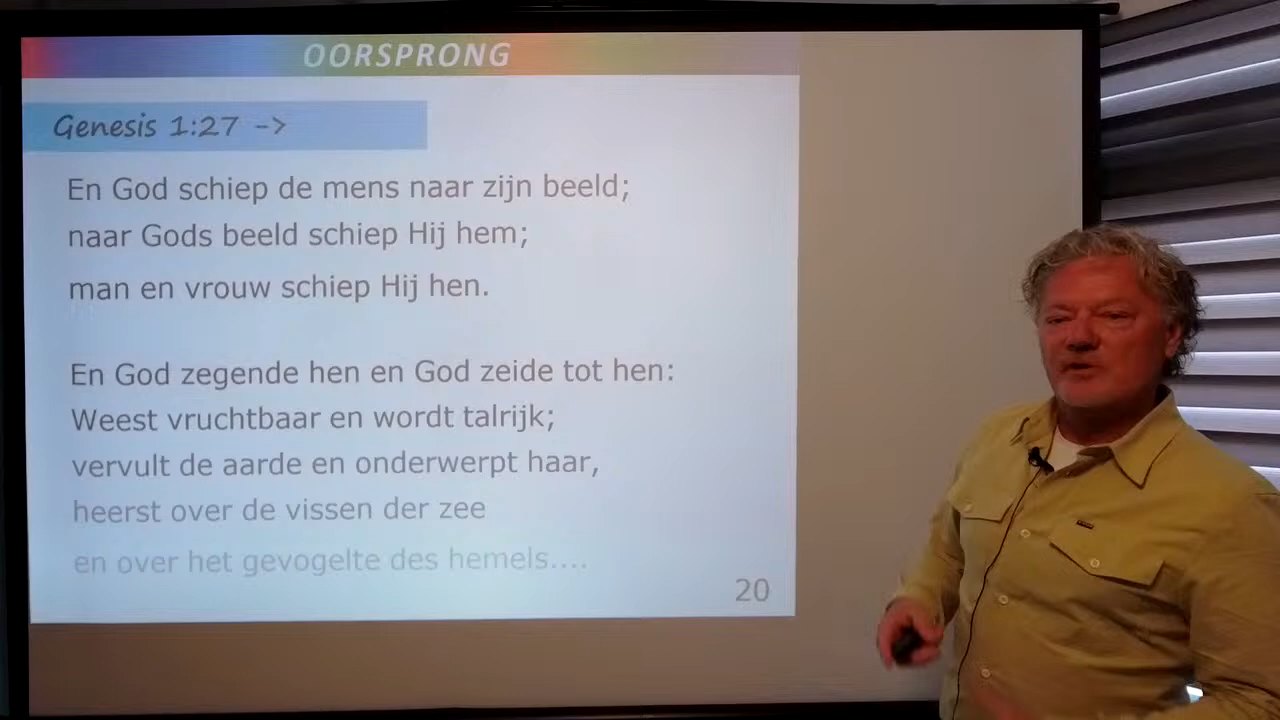 OORSPRONG
Genesis 1:27 ->
En God schiep de mens naar zijn beeld;
naar Gods beeld schiep Hij hem;
man en vrouw schiep Hij hen.
En God zegende hen en God zeide tot hen:
Weest vruchtbaar en wordt talrijk;
vervult de aarde en onderwerpt haar,
heerst over de vissen der zee
en over het gevogelte des hemels....
20